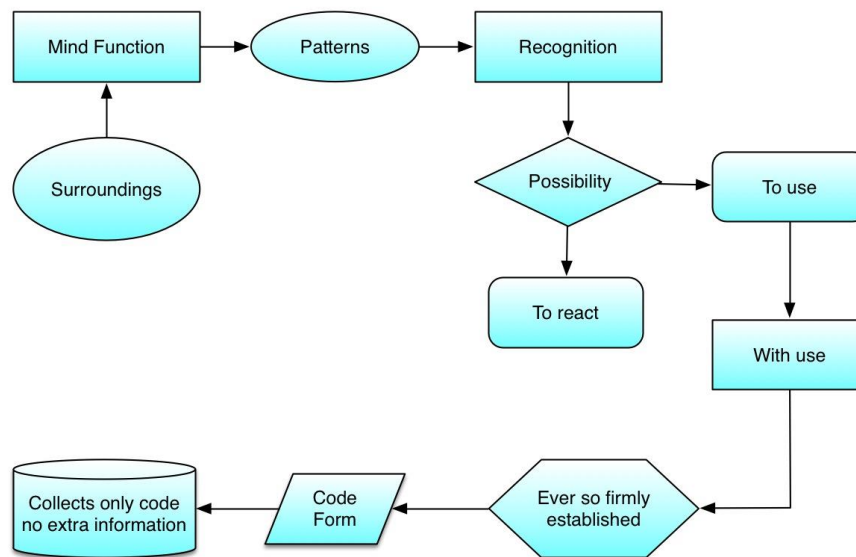 Mind Function
Patterns
Recognition
Surroundings
Possibility
To use
To react
With use
Collects only code
no extra information
Code
Form
Ever so firmly
established